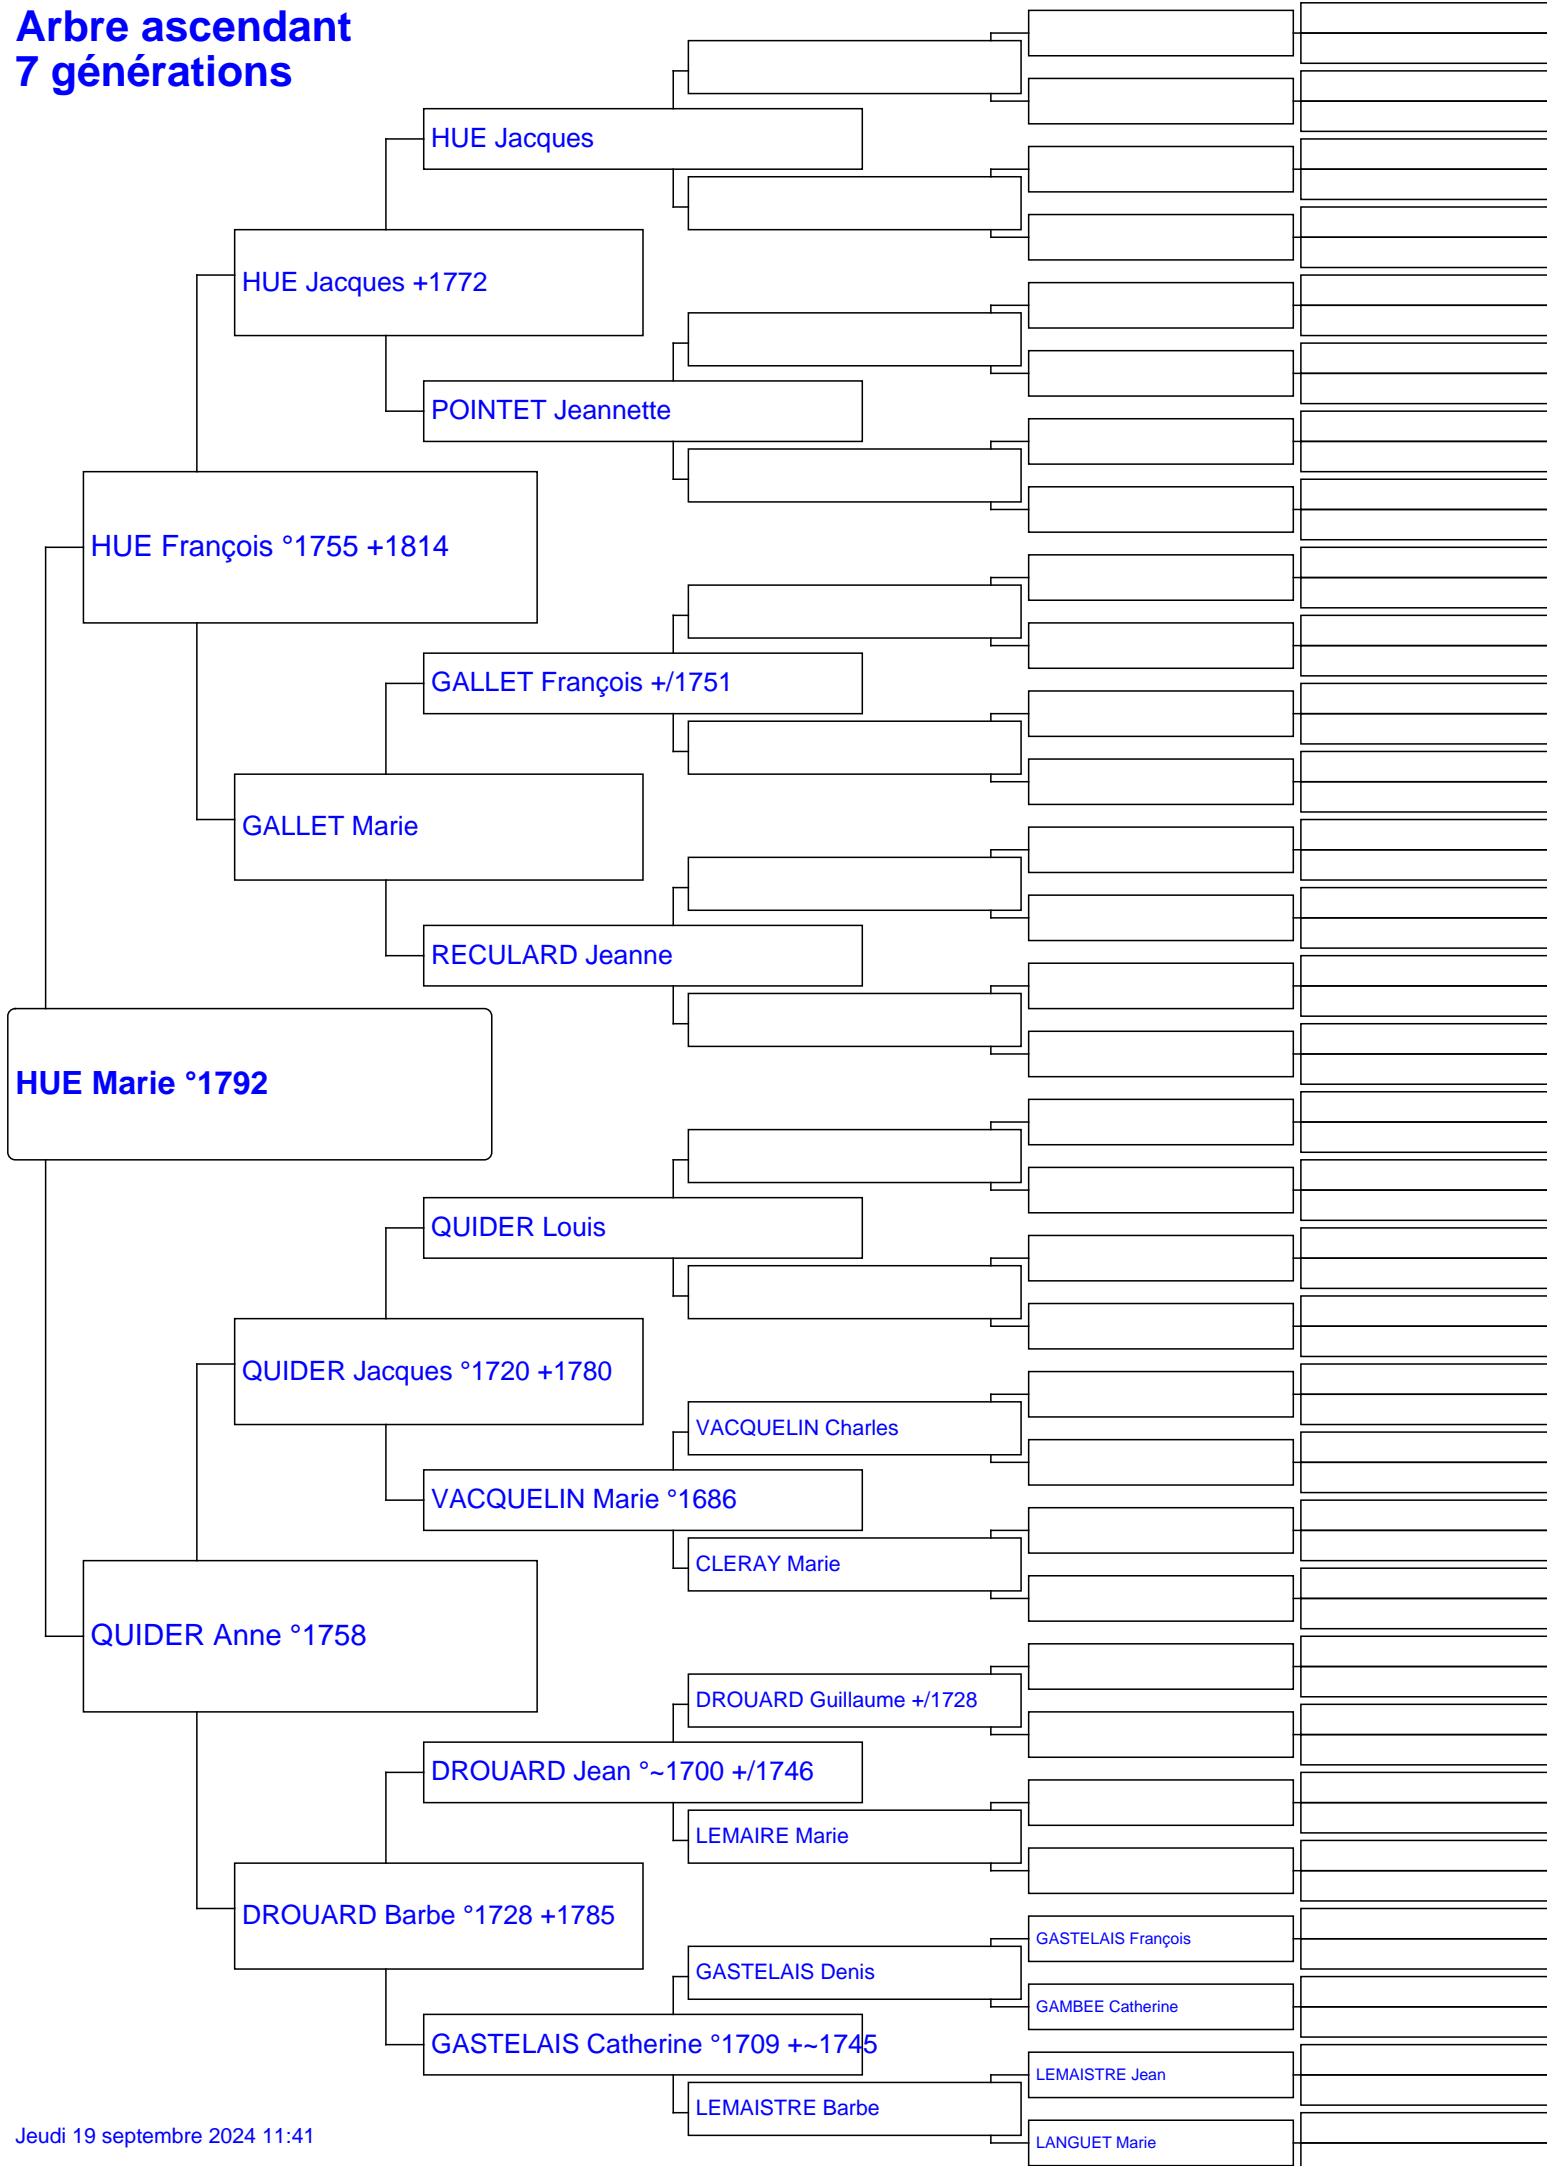 Arbre ascendant
7 générations
HUE Jacques
HUE Jacques +1772
POINTET Jeannette
HUE François °1755 +1814
GALLET François +/1751
GALLET Marie
RECULARD Jeanne
HUE Marie °1792
QUIDER Louis
QUIDER Jacques °1720 +1780
VACQUELIN Charles
VACQUELIN Marie °1686
CLERAY Marie
QUIDER Anne °1758
DROUARD Guillaume +/1728
DROUARD Jean °~1700 +/1746
LEMAIRE Marie
DROUARD Barbe °1728 +1785
GASTELAIS François
GASTELAIS Denis
GAMBEE Catherine
GASTELAIS Catherine °1709 +~1745
LEMAISTRE Jean
LEMAISTRE Barbe
LANGUET Marie
Jeudi 19 septembre 2024 11:41